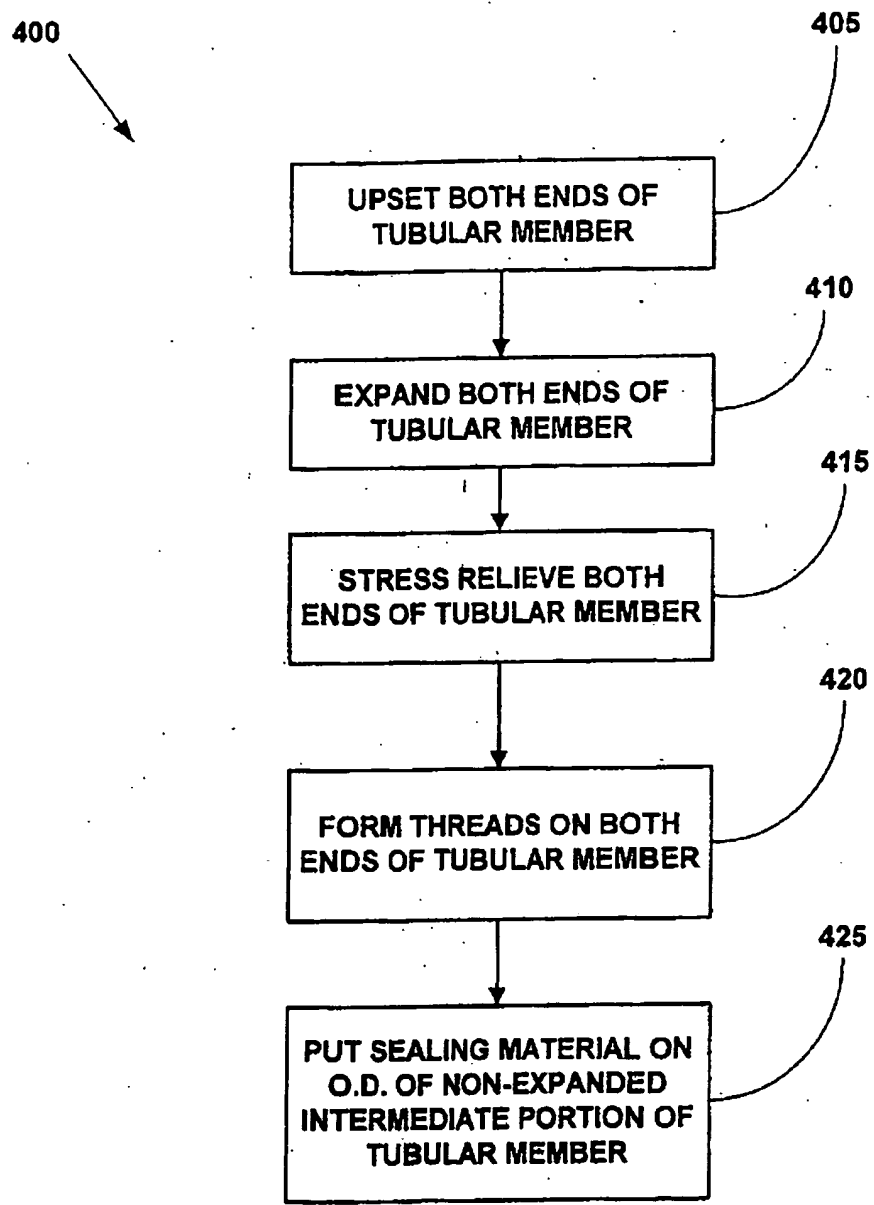 400
405
UPSET BOTH ENDS OF
TUBULAR MEMBER
410
EXPAND BOTH ENDS OF
TUBULAR MEMBER
415
STRESS RELIEVE BOTH
ENDS OF TUBULAR MEMBER
420
FORM THREADS ON BOTH
ENDS OF TUBULAR MEMBER
425
PUT SEALING MATERIAL ON
O.D. OF NON-EXPANDED
INTERMEDIATE PORTION OF
TUBULAR MEMBER